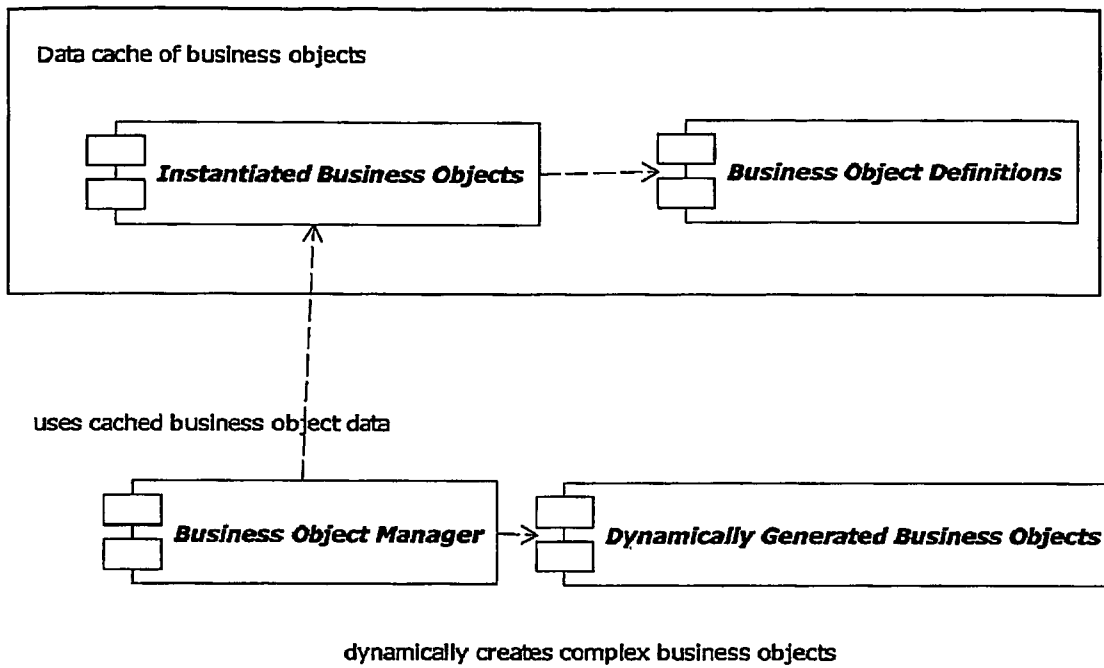 Data cache of business objects
Instantiated Business Objects
Business Object Definitions
uses cached business object data
Business Object Manager
Dynamically Generated Business Objects
dynamically creates complex business objects